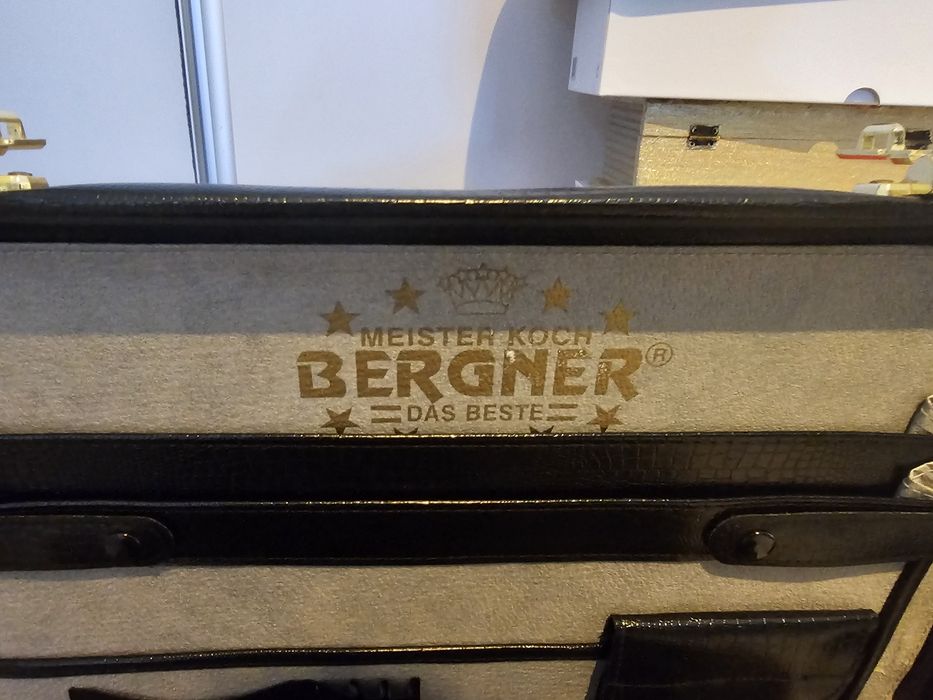 MEISTER KOCH
BERGNER®
DAS BESTE